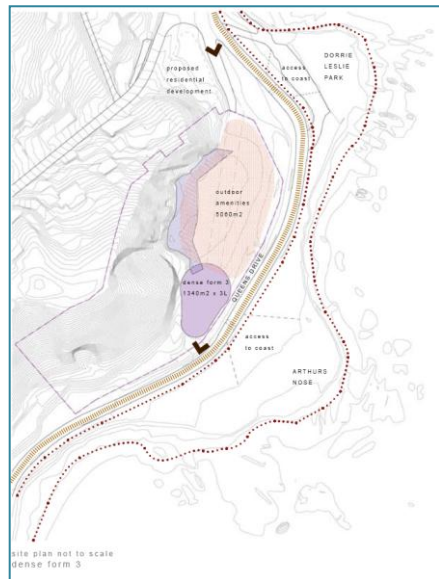 DORRIE
LESLIE
PARK
proposed
residential
development
access
to coast
outdoor
amenities
5060m2
dense form 3
1340m2 x 3L
QUEENS DRIVE
access
to coast
ARTHURS
NOSE
site plan not to scale
dense form 3